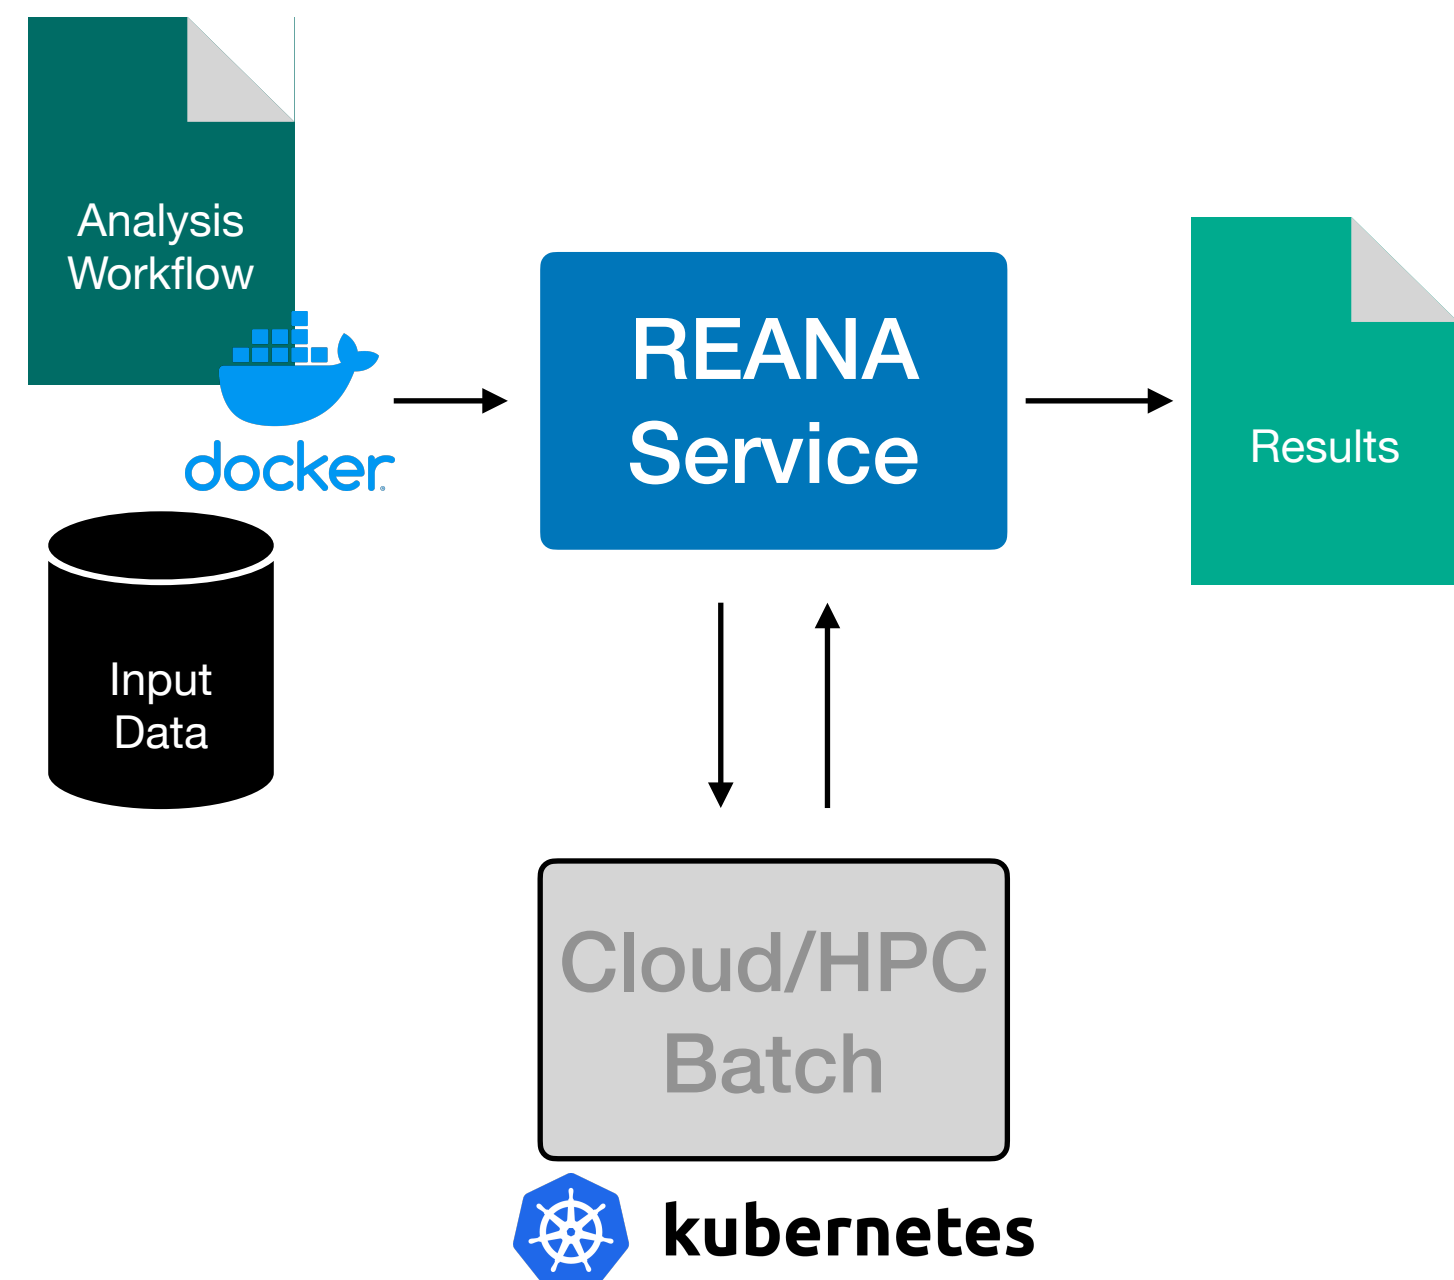 Analysis
Workflow
docker
Input
Data
REANA
Service
Results
Cloud/HPC
Batch
kubernetes